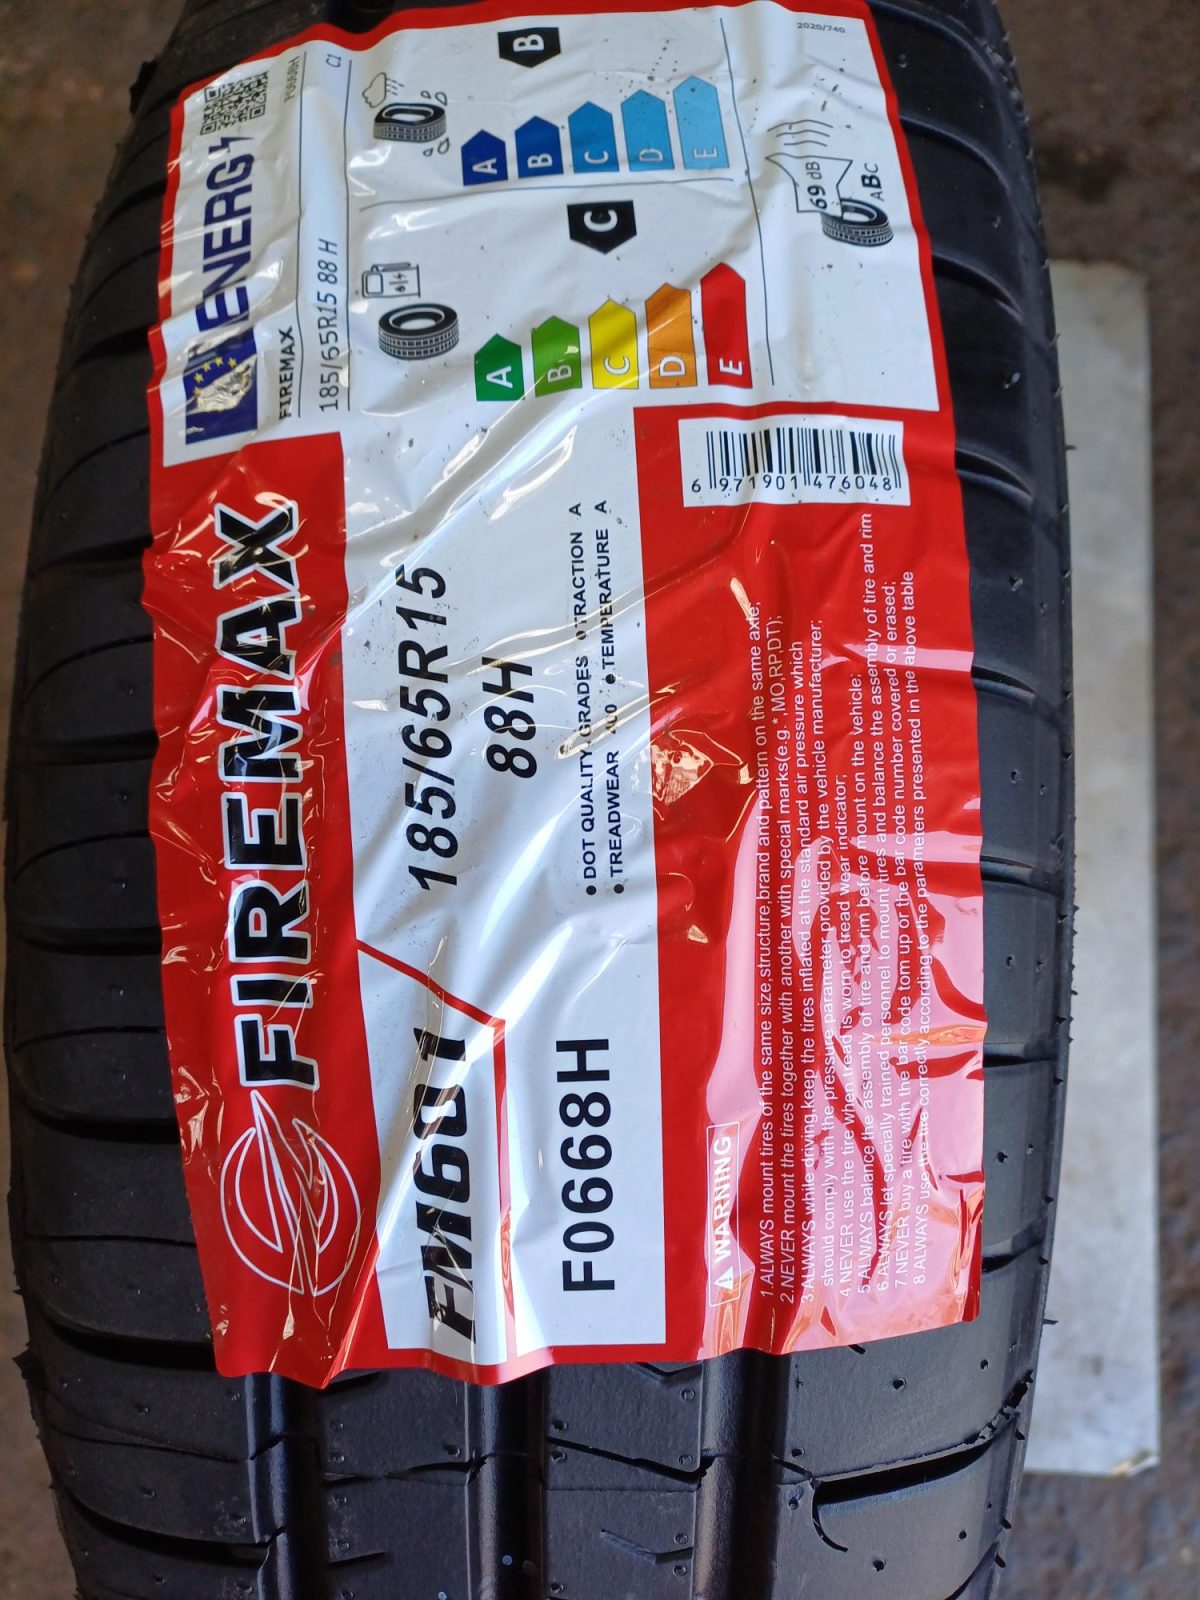 ENERG
F0668H
FIREMAX
185/65R15 88 H
C1
A
B
C
D
E
C
A
B
C
D
E
B
69 dB
ABC
2020/740
FIREMAX
FM601
185/65R15
88H
F0668H
• DOT QUALITY GRADES • TRACTION A
• TREADWEAR 400 • TEMPERATURE A
6 971901 476048
WARNING
1.ALWAYS mount tires of the same size,structure,brand and pattern on the same axle;
2.NEVER mount the tires together with another with special marks(e.g.*,MO,RP,DT);
3.ALWAYS while driving,keep the tires inflated at the standard air pressure which
should comply with the pressure parameter provided by the vehicle manufacturer;
4.NEVER use the tire when tread is worn to tread wear indicator;
5.ALWAYS balance the assembly of tire and rim before mount on the vehicle;
6.ALWAYS let specially trained personnel to mount tires and balance the assembly of tire and rim
7.NEVER buy a tire with the bar code torn up or the bar code number covered or erased;
8.ALWAYS use the tire correctly according to the parameters presented in the above table